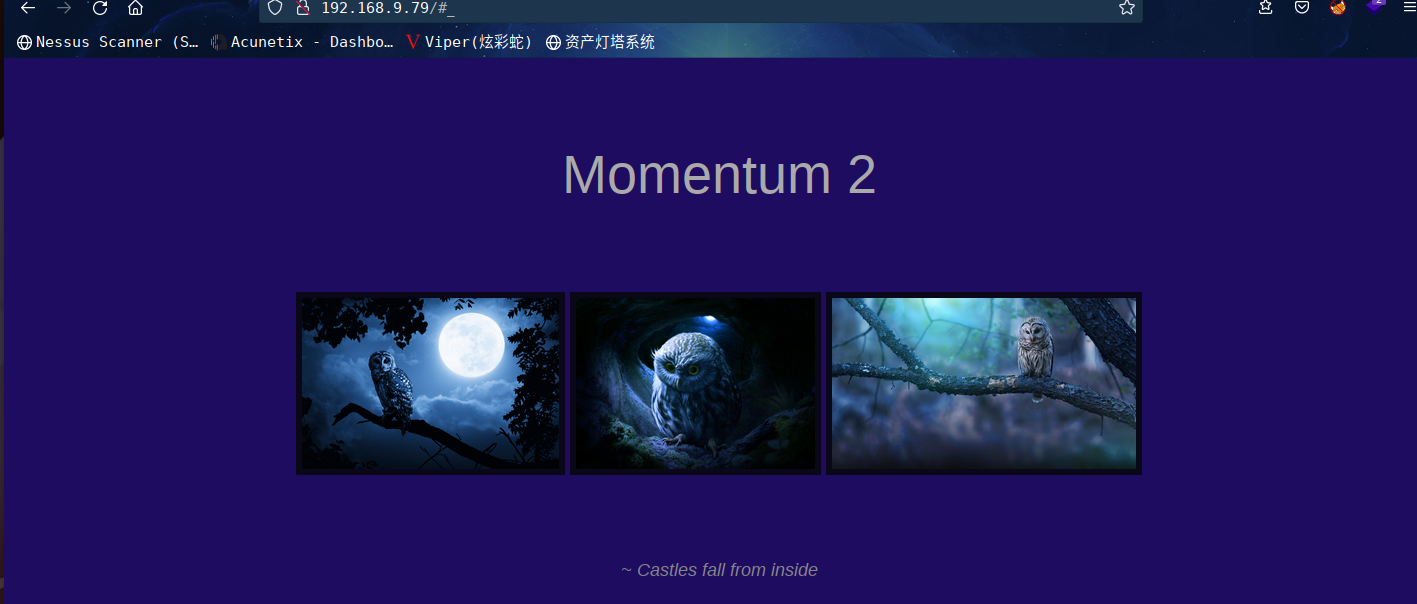 192.168.9.79/#_
2
Nessus Scanner (S… Acunetix - Dashbo… V Viper(炫彩蛇) 资产灯塔系统
Momentum 2
~ Castles fall from inside